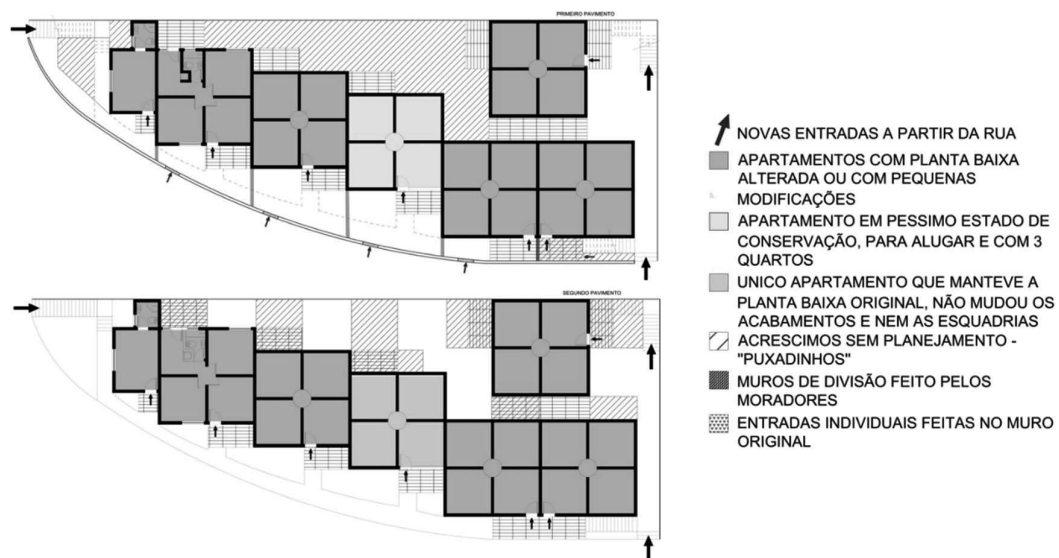 PRIMEIRO PAVIMENTO
SEGUNDO PAVIMENTO
NOVAS ENTRADAS A PARTIR DA RUA
APARTAMENTOS COM PLANTA BAIXA
ALTERADA OU COM PEQUENAS
MODIFICAÇÕES
APARTAMENTO EM PESSIMO ESTADO DE
CONSERVAÇÃO, PARA ALUGAR E COM 3
QUARTOS
UNICO APARTAMENTO QUE MANTEVE A
PLANTA BAIXA ORIGINAL, NÃO MUDOU OS
ACABAMENTOS E NEM AS ESQUADRIAS
ACRESCIMOS SEM PLANEJAMENTO -
"PUXADINHOS"
MUROS DE DIVISÃO FEITO PELOS
MORADORES
ENTRADAS INDIVIDUAIS FEITAS NO MURO
ORIGINAL